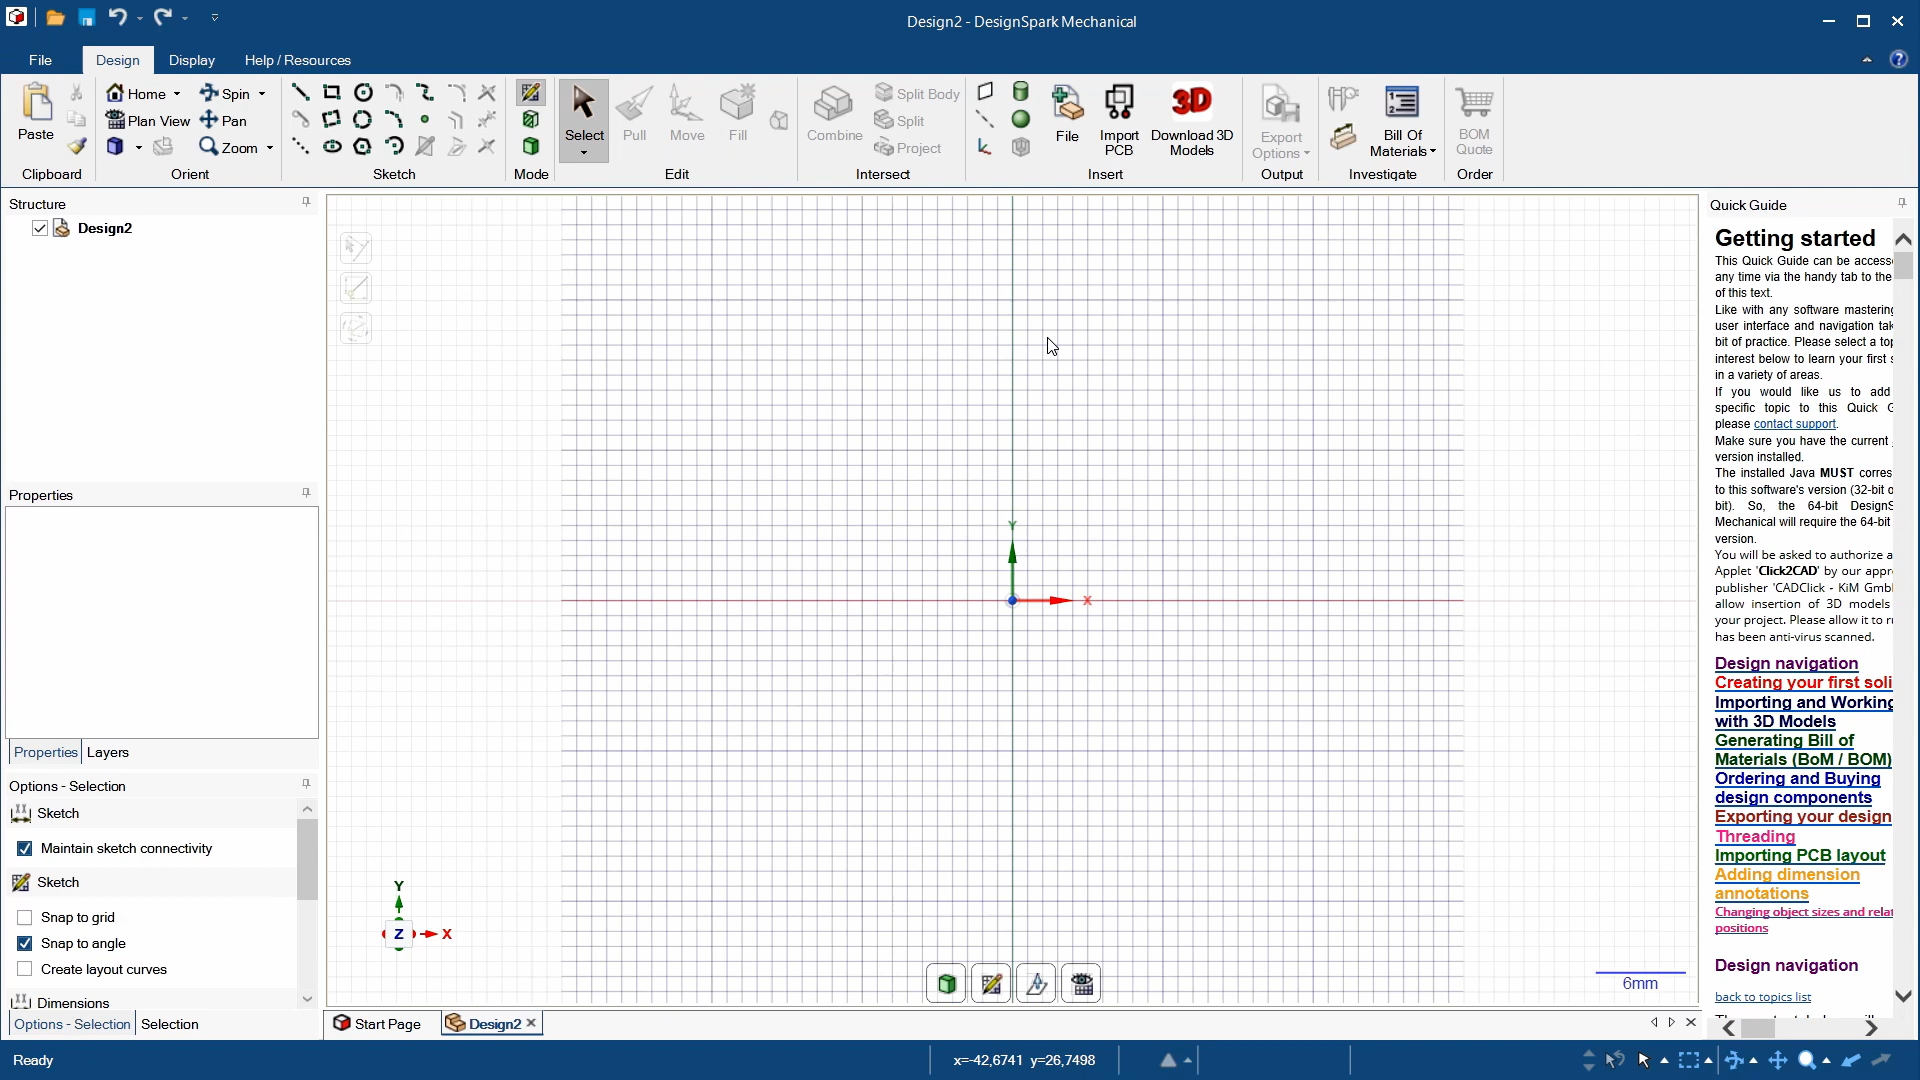 Design2 - DesignSpark Mechanical
File Design Display Help / Resources
Paste
Clipboard
Home Spin
Plan View Pan
Zoom
Orient
Sketch
Mode
Select Pull Move Fill
Edit
Combine
Split Body
Split
Project
Intersect
File
Import PCB
Download 3D Models
Insert
Export Options
Output
Bill Of Materials
Investigate
BOM Quote
Order
Structure
Design2
Properties
Properties Layers
Options - Selection
Sketch
Maintain sketch connectivity
Sketch
Snap to grid
Snap to angle
Create layout curves
Dimensions
Options - Selection Selection
Y
X
Y
Z X
6mm
Start Page Design2
Quick Guide
Getting started
This Quick Guide can be access
any time via the handy tab to the
of this text.
Like with any software mastering
user interface and navigation tak
bit of practice. Please select a top
interest below to learn your first s
in a variety of areas.
If you would like us to add
specific topic to this Quick G
please contact support.
Make sure you have the current
version installed.
The installed Java MUST corres
to this software's version (32-bit o
bit). So, the 64-bit DesignS
Mechanical will require the 64-bit
version.
You will be asked to authorize a
Applet 'Click2CAD' by our appr
publisher 'CADClick - KiM Gmb
allow insertion of 3D models
your project. Please allow it to r
has been anti-virus scanned.
Design navigation
Creating your first soli
Importing and Working
with 3D Models
Generating Bill of
Materials (BoM / BOM)
Ordering and Buying
design components
Exporting your design
Threading
Importing PCB layout
Adding dimension
annotations
Changing object sizes and relat
positions
Design navigation
back to topics list
Ready
x=-42,6741 y=26,7498